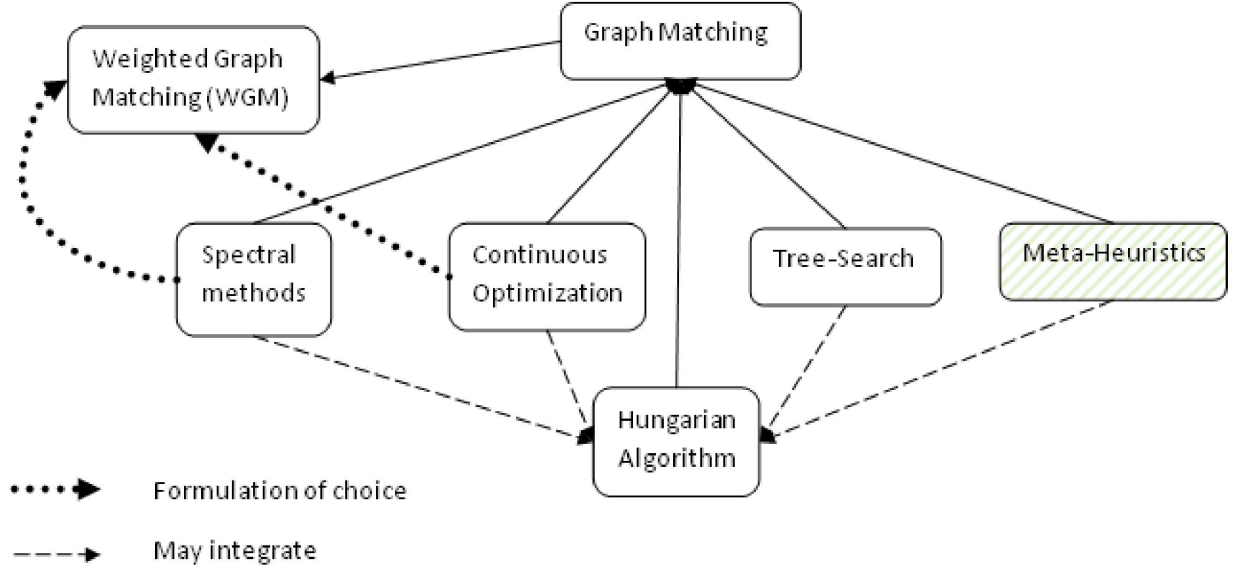 Graph Matching
Weighted Graph
Matching (WGM)
Spectral
methods
Continuous
Optimization
Tree-Search
Meta-Heuristics
Hungarian
Algorithm
Formulation of choice
May integrate